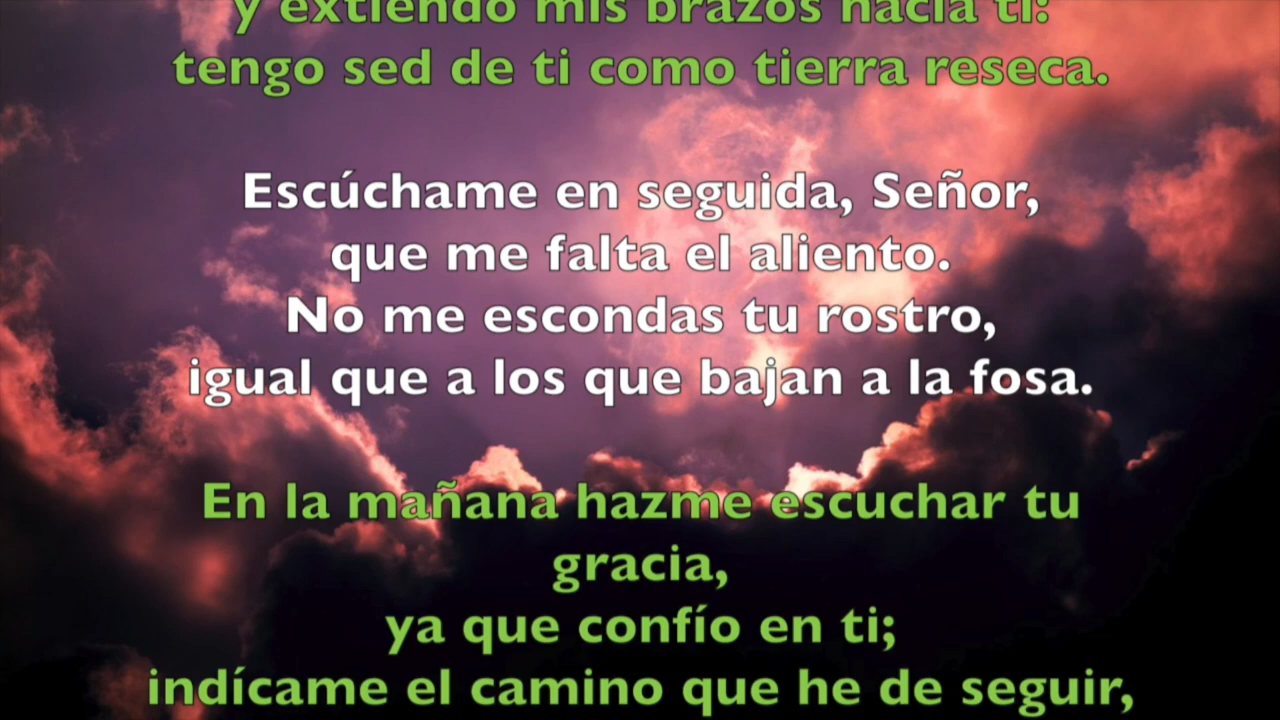 y extiendo mis brazos hacia ti:
tengo sed de ti como tierra reseca.
Escúchame en seguida, Señor,
que me falta el aliento.
No me escondas tu rostro,
igual que a los que bajan a la fosa.
En la mañana hazme escuchar tu
gracia,
ya que confío en ti;
indícame el camino que he de seguir,